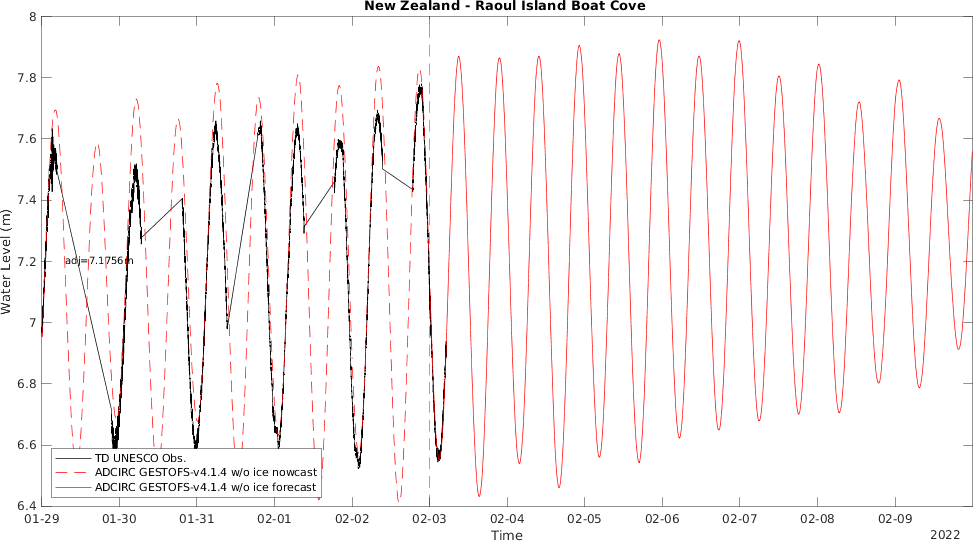 New Zealand - Raoul Island Boat Cove
Water Level (m)
8
7.8
7.6
7.4
7.2
7
6.8
6.6
6.4
adj=7.1756m
TD UNESCO Obs.
ADCIRC GESTOFS-v4.1.4 w/o ice nowcast
ADCIRC GESTOFS-v4.1.4 w/o ice forecast
01-29 01-30 01-31 02-01 02-02 02-03 02-04 02-05 02-06 02-07 02-08 02-09
Time
2022